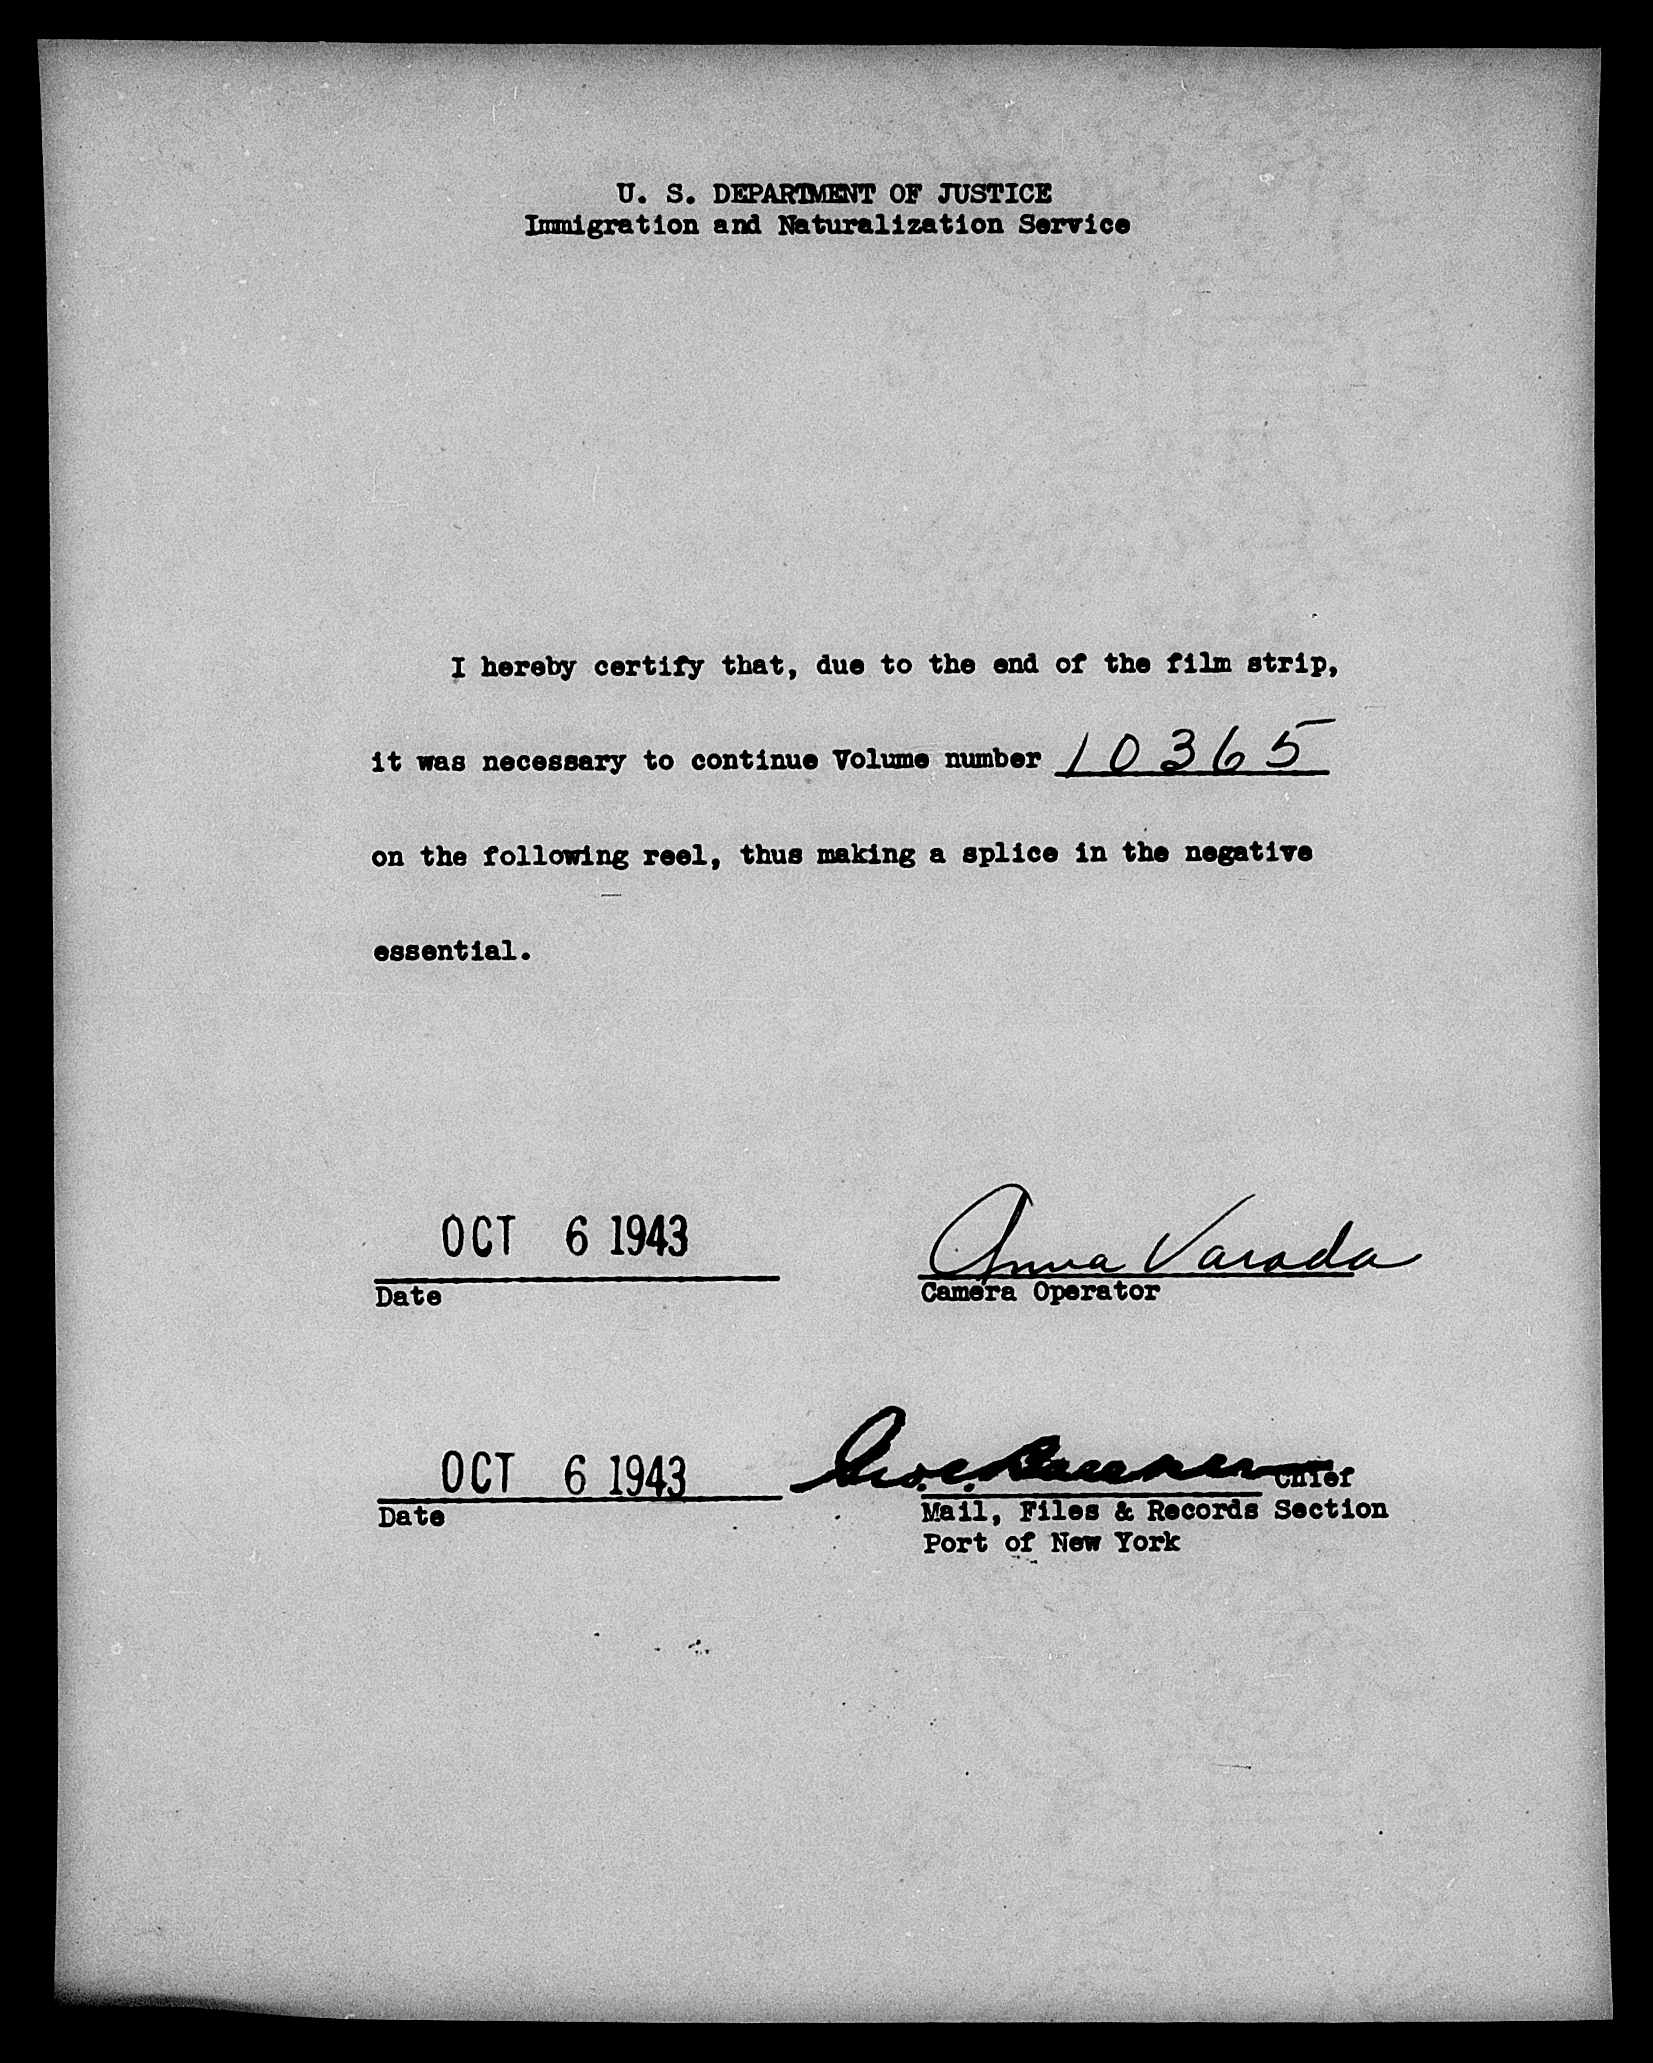 U. S. DEPARTMENT OF JUSTICE
Immigration and Naturalization Service
I hereby certify that, due to the end of the film strip,
it was necessary to continue Volume number 10365
on the following reel, thus making a splice in the negative
essential.
OCT 6 1943
Anna Varada
Date
Camera Operator
OCT 6 1943
Chief
Date
Mail, Files & Records Section
Port of New York